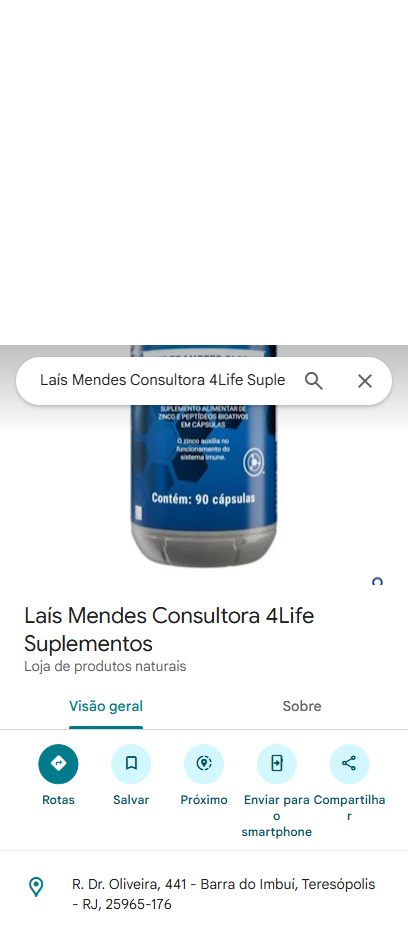 Laís Mendes Consultora 4Life Suple
SUPLEMENTO ALIMENTAR DE
ZINCO E PEPTÍDEOS BIOATIVOS
EM CÁPSULAS
O zinco auxilia no
funcionamento do
sistema imune.
Contém: 90 cápsulas
Laís Mendes Consultora 4Life
Suplementos
Loja de produtos naturais
Visão geral
Sobre
Rotas
Salvar
Próximo
Enviar para
o
smartphone
Compartilha
r
R. Dr. Oliveira, 441 - Barra do Imbuí, Teresópolis
- RJ, 25965-176